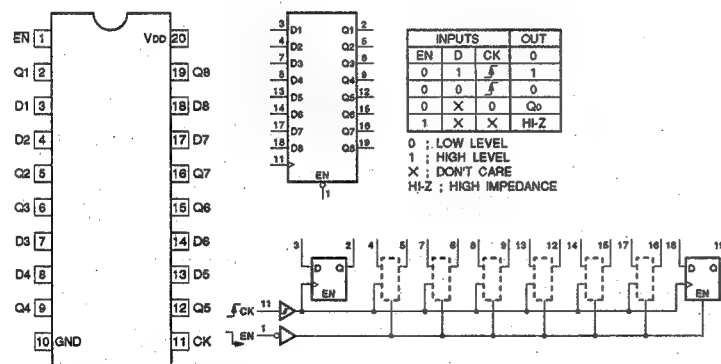 EN 1
VDD 20
Q1 2
19 Q8
D1 3
18 D8
D2 4
17 D7
Q2 5
16 Q7
Q3 6
15 Q6
D3 7
14 D6
D4 8
13 D5
Q4 9
12 Q5
10 GND
11 CK
3 D1 Q1 2
4 D2 Q2 5
7 D3 Q3 6
8 D4 Q4 9
13 D5 Q5 12
14 D6 Q6 15
17 D7 Q7 16
18 D8 Q8 19
11
EN
1
INPUTS OUT
EN D CK 0
0 1 1
0 0 0
0 X 0 Q0
1 X X HI-Z
0 ; LOW LEVEL
1 ; HIGH LEVEL
X ; DON'T CARE
HI-Z ; HIGH IMPEDANCE
3 2 4 5 7 6 8 9 13 12 14 15 17 16 18 19
D Q
EN
D Q
EN
CK 11
EN 1